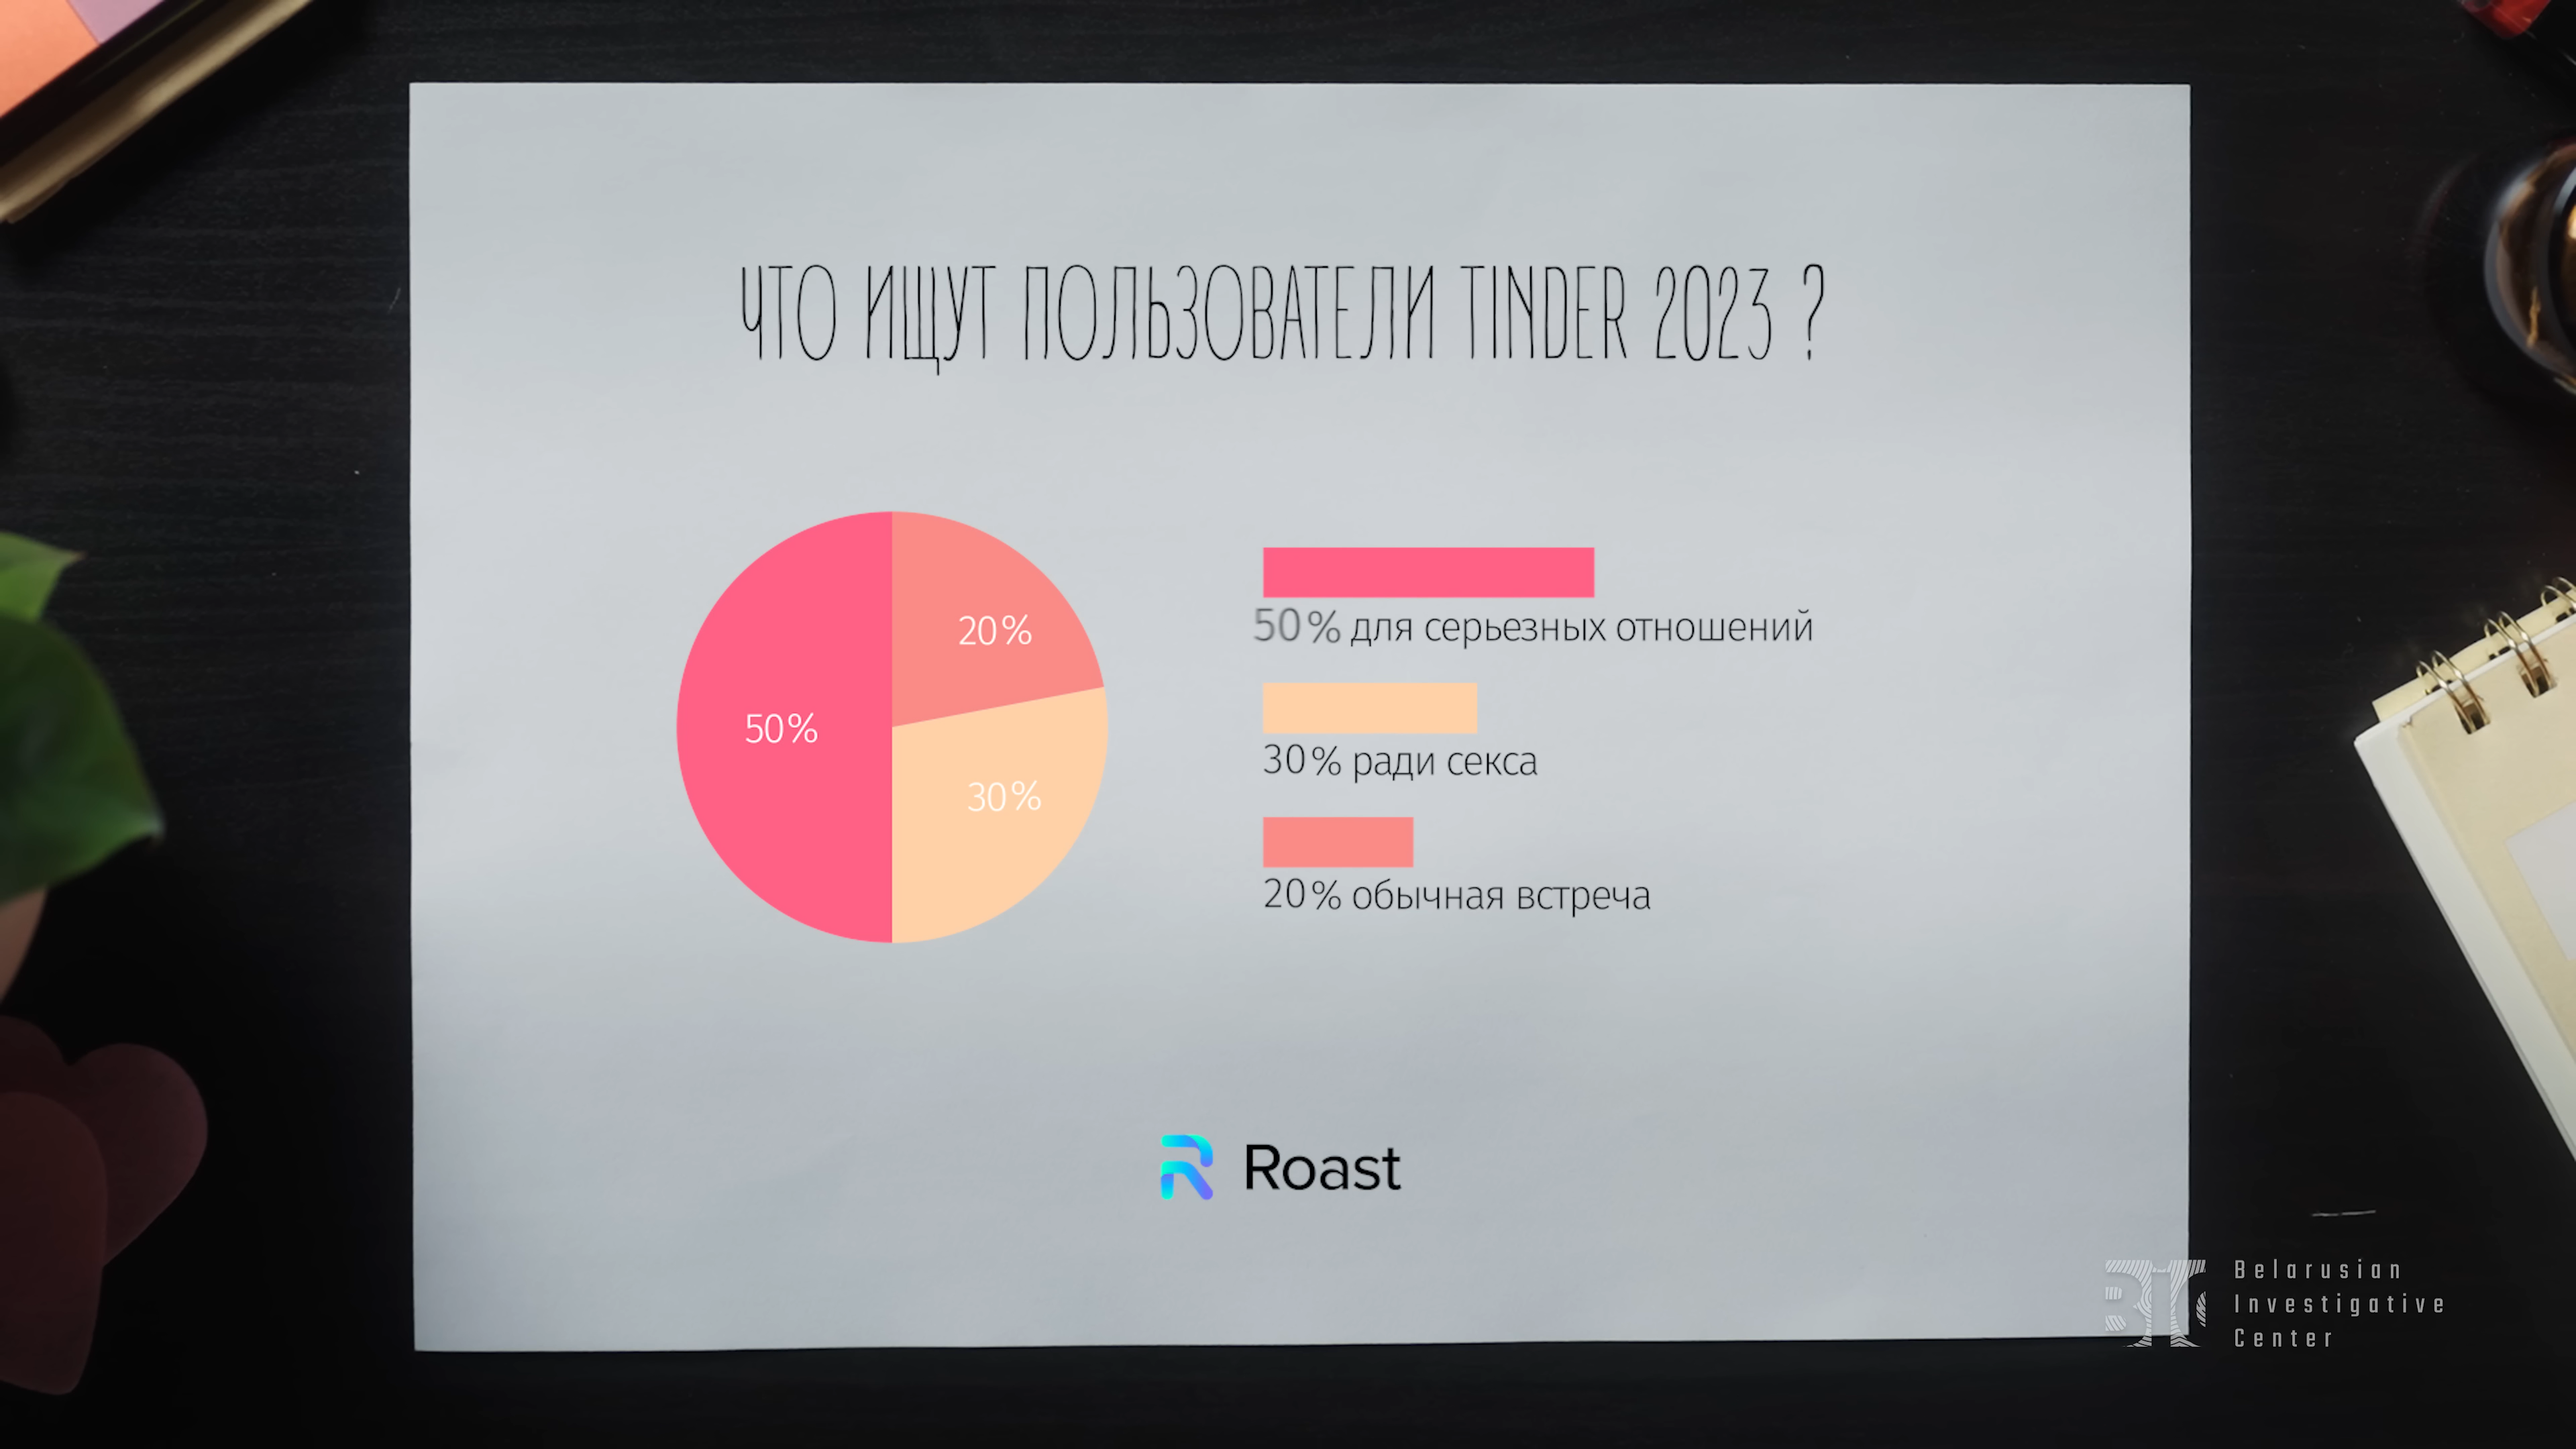 ЧТО ИЩУТ ПОЛЬЗОВАТЕЛИ TINDER 2023 ?
20%
50%
30%
50% для серьезных отношений
30% ради секса
20% обычная встреча
Roast
Belarusian
Investigative
Center